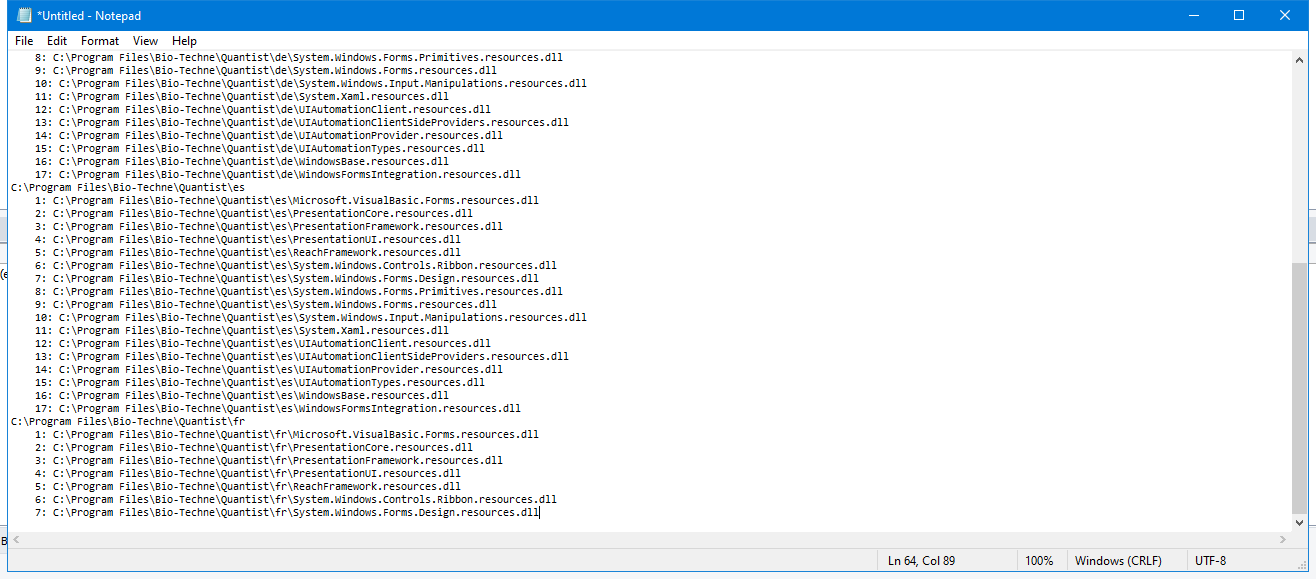 *Untitled - Notepad
File Edit Format View Help
8: C:\Program Files\Bio-Techne\Quantist\de\System.Windows.Forms.Primitives.resources.dll
9: C:\Program Files\Bio-Techne\Quantist\de\System.Windows.Forms.resources.dll
10: C:\Program Files\Bio-Techne\Quantist\de\System.Windows.Input.Manipulations.resources.dll
11: C:\Program Files\Bio-Techne\Quantist\de\System.Xaml.resources.dll
12: C:\Program Files\Bio-Techne\Quantist\de\UIAutomationClient.resources.dll
13: C:\Program Files\Bio-Techne\Quantist\de\UIAutomationClientSideProviders.resources.dll
14: C:\Program Files\Bio-Techne\Quantist\de\UIAutomationProvider.resources.dll
15: C:\Program Files\Bio-Techne\Quantist\de\UIAutomationTypes.resources.dll
16: C:\Program Files\Bio-Techne\Quantist\de\WindowsBase.resources.dll
17: C:\Program Files\Bio-Techne\Quantist\de\WindowsFormsIntegration.resources.dll
C:\Program Files\Bio-Techne\Quantist\es
1: C:\Program Files\Bio-Techne\Quantist\es\Microsoft.VisualBasic.Forms.resources.dll
2: C:\Program Files\Bio-Techne\Quantist\es\PresentationCore.resources.dll
3: C:\Program Files\Bio-Techne\Quantist\es\PresentationFramework.resources.dll
4: C:\Program Files\Bio-Techne\Quantist\es\PresentationUI.resources.dll
5: C:\Program Files\Bio-Techne\Quantist\es\ReachFramework.resources.dll
6: C:\Program Files\Bio-Techne\Quantist\es\System.Windows.Controls.Ribbon.resources.dll
7: C:\Program Files\Bio-Techne\Quantist\es\System.Windows.Forms.Design.resources.dll
8: C:\Program Files\Bio-Techne\Quantist\es\System.Windows.Forms.Primitives.resources.dll
9: C:\Program Files\Bio-Techne\Quantist\es\System.Windows.Forms.resources.dll
10: C:\Program Files\Bio-Techne\Quantist\es\System.Windows.Input.Manipulations.resources.dll
11: C:\Program Files\Bio-Techne\Quantist\es\System.Xaml.resources.dll
12: C:\Program Files\Bio-Techne\Quantist\es\UIAutomationClient.resources.dll
13: C:\Program Files\Bio-Techne\Quantist\es\UIAutomationClientSideProviders.resources.dll
14: C:\Program Files\Bio-Techne\Quantist\es\UIAutomationProvider.resources.dll
15: C:\Program Files\Bio-Techne\Quantist\es\UIAutomationTypes.resources.dll
16: C:\Program Files\Bio-Techne\Quantist\es\WindowsBase.resources.dll
17: C:\Program Files\Bio-Techne\Quantist\es\WindowsFormsIntegration.resources.dll
C:\Program Files\Bio-Techne\Quantist\fr
1: C:\Program Files\Bio-Techne\Quantist\fr\Microsoft.VisualBasic.Forms.resources.dll
2: C:\Program Files\Bio-Techne\Quantist\fr\PresentationCore.resources.dll
3: C:\Program Files\Bio-Techne\Quantist\fr\PresentationFramework.resources.dll
4: C:\Program Files\Bio-Techne\Quantist\fr\PresentationUI.resources.dll
5: C:\Program Files\Bio-Techne\Quantist\fr\ReachFramework.resources.dll
6: C:\Program Files\Bio-Techne\Quantist\fr\System.Windows.Controls.Ribbon.resources.dll
7: C:\Program Files\Bio-Techne\Quantist\fr\System.Windows.Forms.Design.resources.dll
Ln 64, Col 89 100% Windows (CRLF) UTF-8